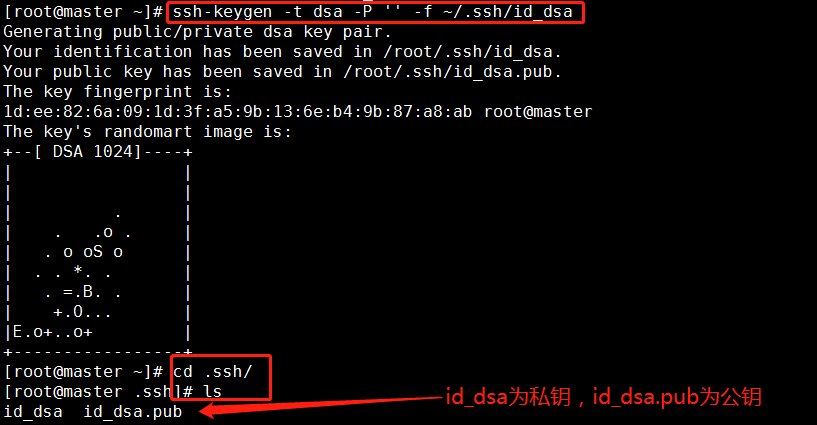 [root@master ~]# ssh-keygen -t dsa -P '' -f ~/.ssh/id_dsa
Generating public/private dsa key pair.
Your identification has been saved in /root/.ssh/id_dsa.
Your public key has been saved in /root/.ssh/id_dsa.pub.
The key fingerprint is:
1d:ee:82:6a:09:1d:3f:a5:9b:13:6e:b4:9b:87:a8:ab root@master
The key's randomart image is:
+--[ DSA 1024]----+
|                 |
|                 |
|          .      |
|    .   .o .     |
|   . o oS o      |
|  . . *. .       |
|   . =.B. .      |
|    +.O...       |
|E.o+..o+         |
+-----------------+
[root@master ~]# cd .ssh/
[root@master .ssh]# ls
id_dsa  id_dsa.pub
id_dsa为私钥，id_dsa.pub为公钥